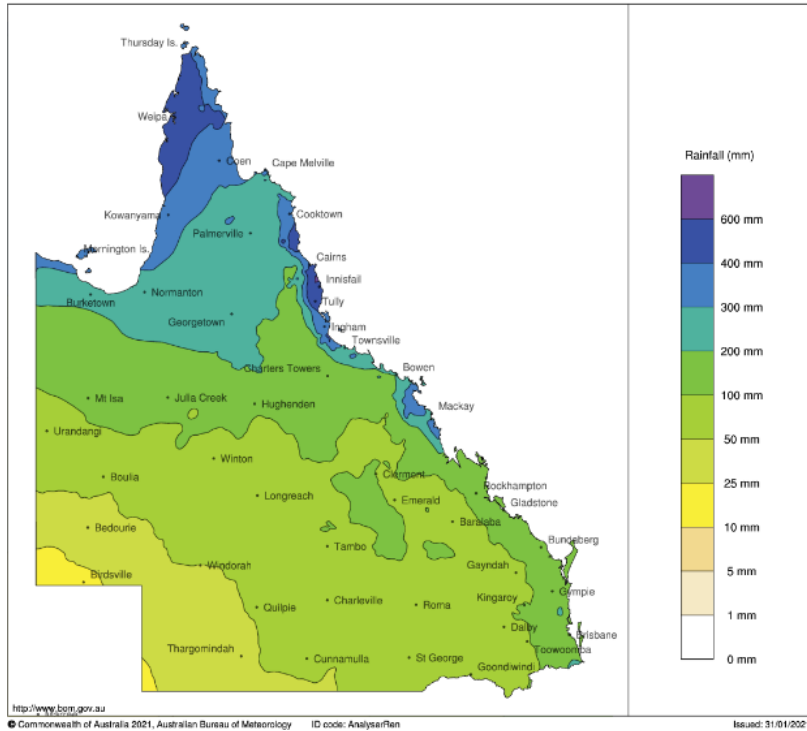 Thursday Is.
Weipa
Coen
Cape Melville
Kowanyama
Cooktown
Palmerville
Mornington Is.
Cairns
Innisfail
Burketown
Normanton
Tully
Georgetown
Ingham
Townsville
Charters Towers
Bowen
Mt Isa
Julia Creek
Hughenden
Mackay
Urandangi
Winton
Boulia
Clermont
Longreach
Emerald
Rockhampton
Gladstone
Bedourie
Baralaba
Tambo
Bundaberg
Birdsville
Windorah
Gayndah
Quilpie
Charleville
Roma
Kingaroy
Gympie
Dalby
Brisbane
Thargomindah
Cunnamulla
St George
Toowoomba
Goondiwindi
Rainfall (mm)
600 mm
400 mm
300 mm
200 mm
100 mm
50 mm
25 mm
10 mm
5 mm
1 mm
0 mm
http://www.bom.gov.au
© Commonwealth of Australia 2021, Australian Bureau of Meteorology ID code: AnalyserRen Issued: 31/01/202